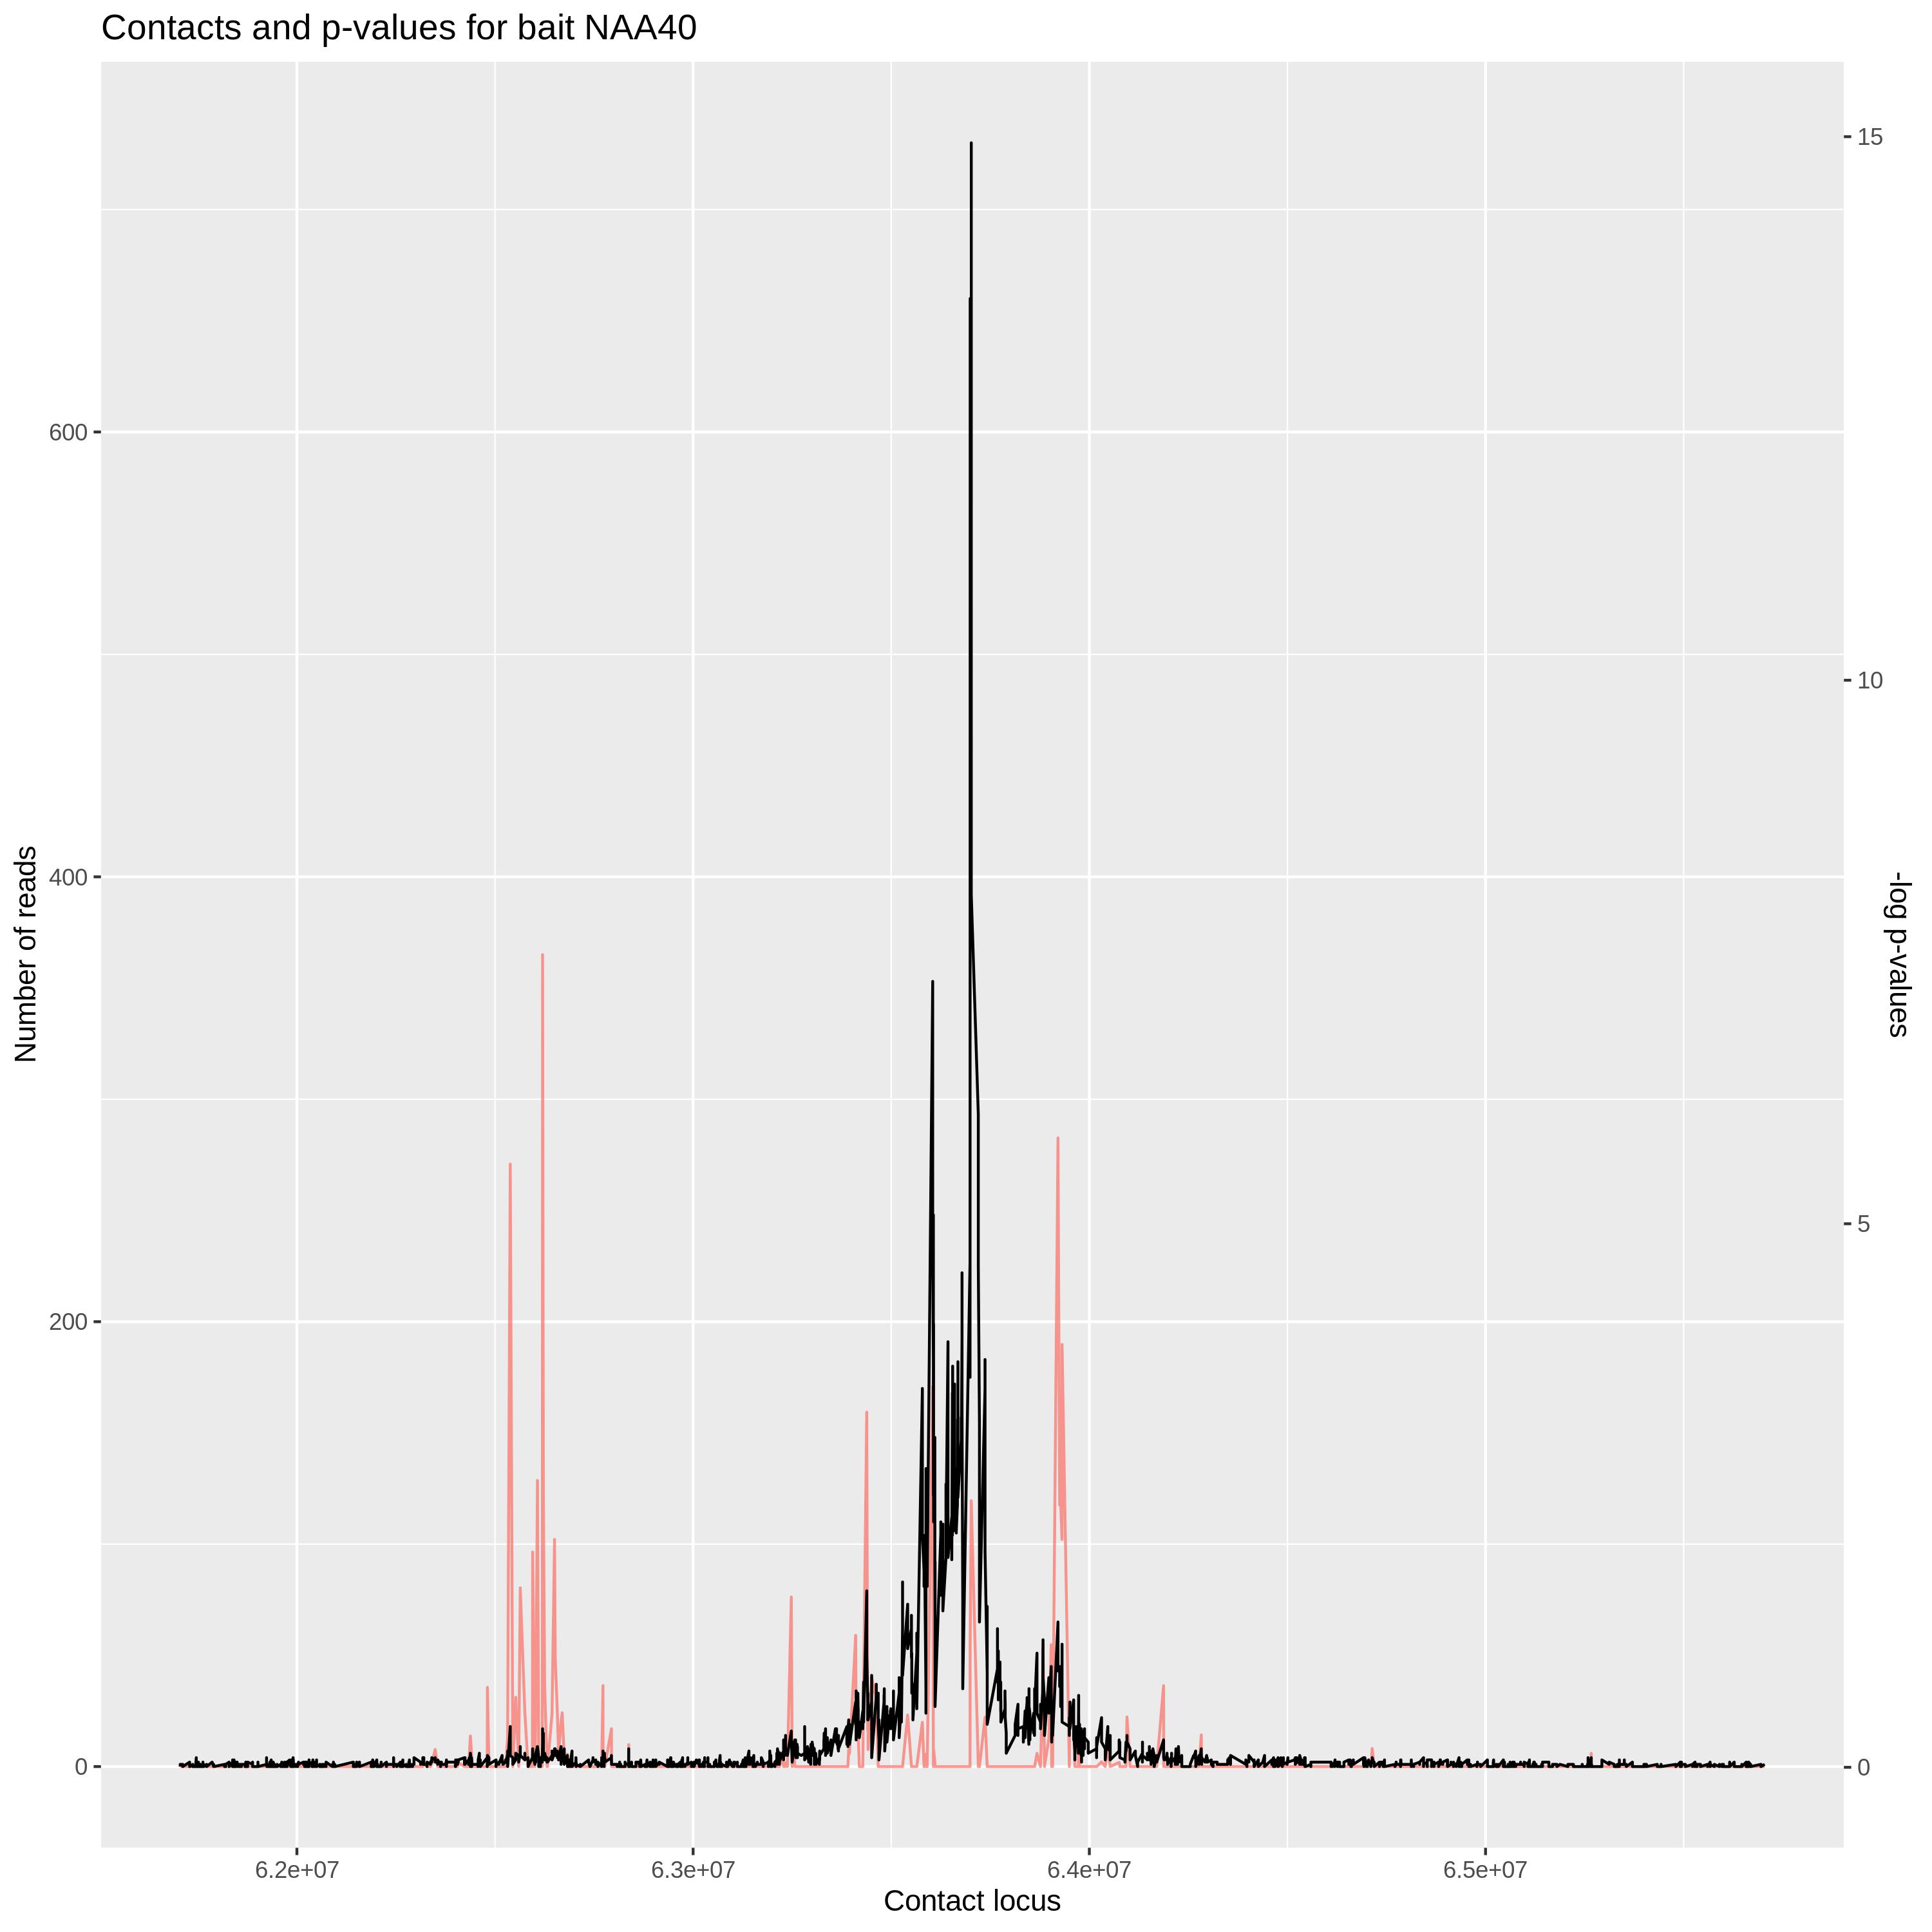 Contacts and p-values for bait NAA40
15
600
10
400
Number of reads
-log p-values
5
200
0
0
6.2e+07
6.3e+07
6.4e+07
6.5e+07
Contact locus